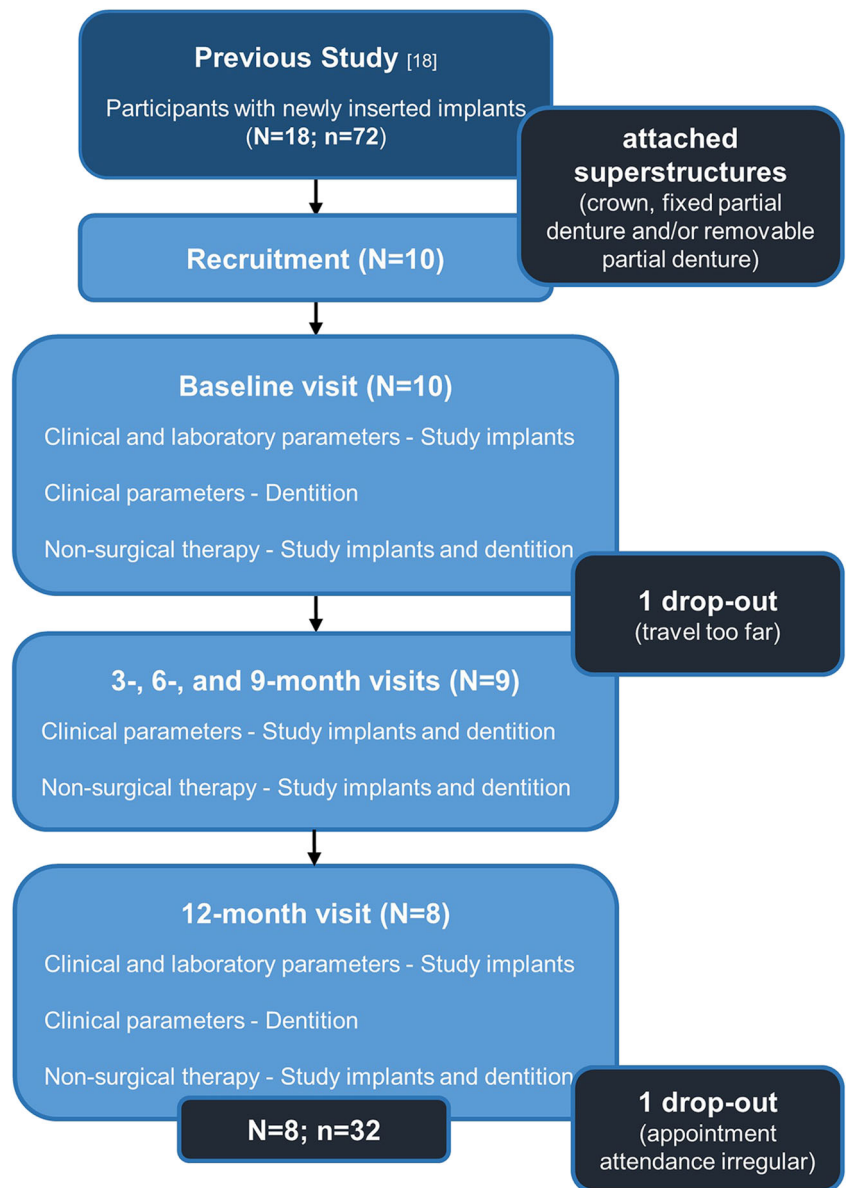 Previous Study [18]
Participants with newly inserted implants
(N=18; n=72)
attached
superstructures
(crown, fixed partial
denture and/or removable
partial denture)
Recruitment (N=10)
Baseline visit (N=10)
Clinical and laboratory parameters - Study implants
Clinical parameters - Dentition
Non-surgical therapy - Study implants and dentition
1 drop-out
(travel too far)
3-, 6-, and 9-month visits (N=9)
Clinical parameters - Study implants and dentition
Non-surgical therapy - Study implants and dentition
12-month visit (N=8)
Clinical and laboratory parameters - Study implants
Clinical parameters - Dentition
Non-surgical therapy - Study implants and dentition
1 drop-out
(appointment
attendance irregular)
N=8; n=32